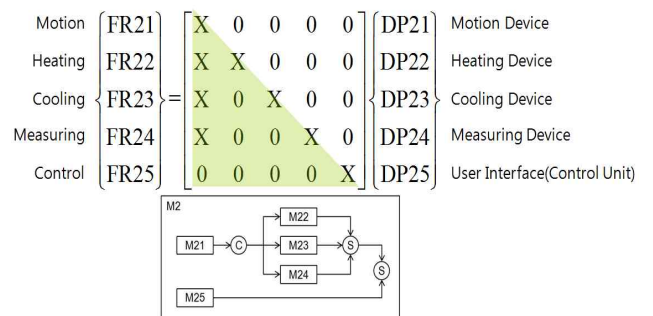 Motion {FR21} [X 0 0 0 0] {DP21} Motion Device
Heating {FR22} [X X 0 0 0] {DP22} Heating Device
Cooling {FR23} = [X 0 X 0 0] {DP23} Cooling Device
Measuring {FR24} [X 0 0 X 0] {DP24} Measuring Device
Control {FR25} [0 0 0 0 X] {DP25} User Interface(Control Unit)
M2
M22
M21 C M23 S
M24 S
M25